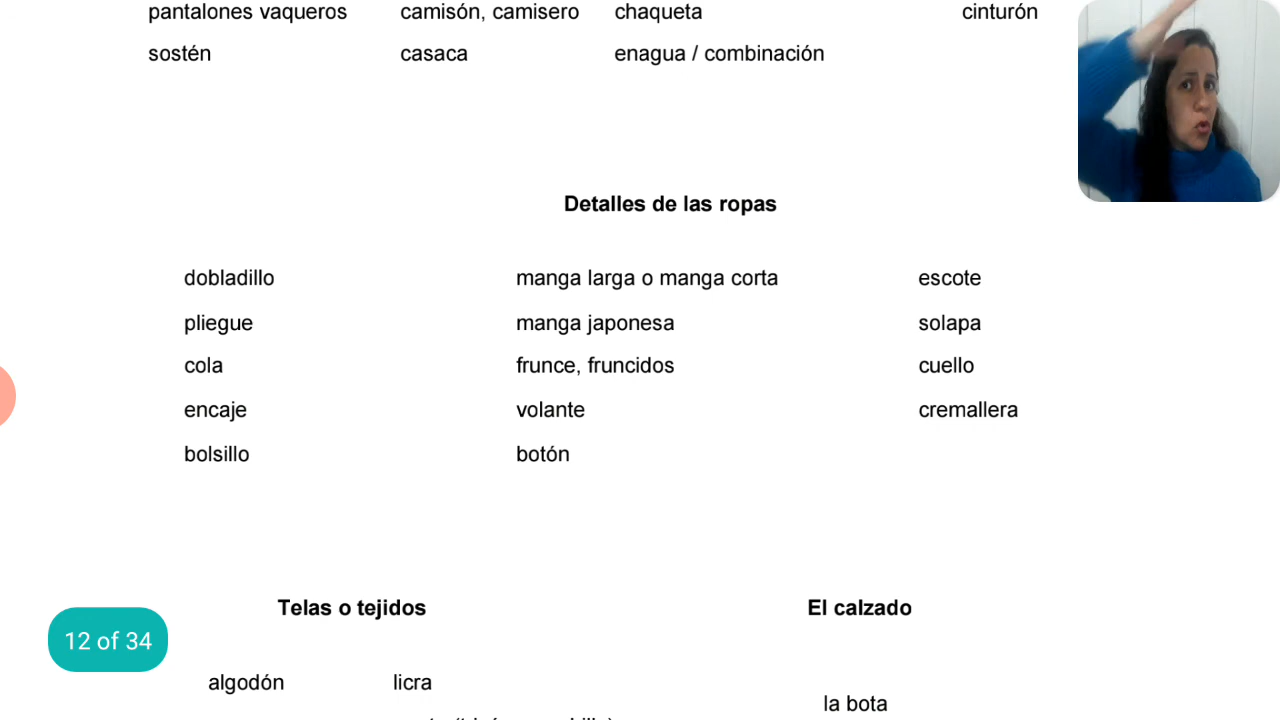 pantalones vaqueros camisón, camisero chaqueta cinturón
sostén casaca enagua / combinación
Detalles de las ropas
dobladillo manga larga o manga corta escote
pliegue manga japonesa solapa
cola frunce, fruncidos cuello
encaje volante cremallera
bolsillo botón
Telas o tejidos El calzado
12 of 34
algodón licra
la bota